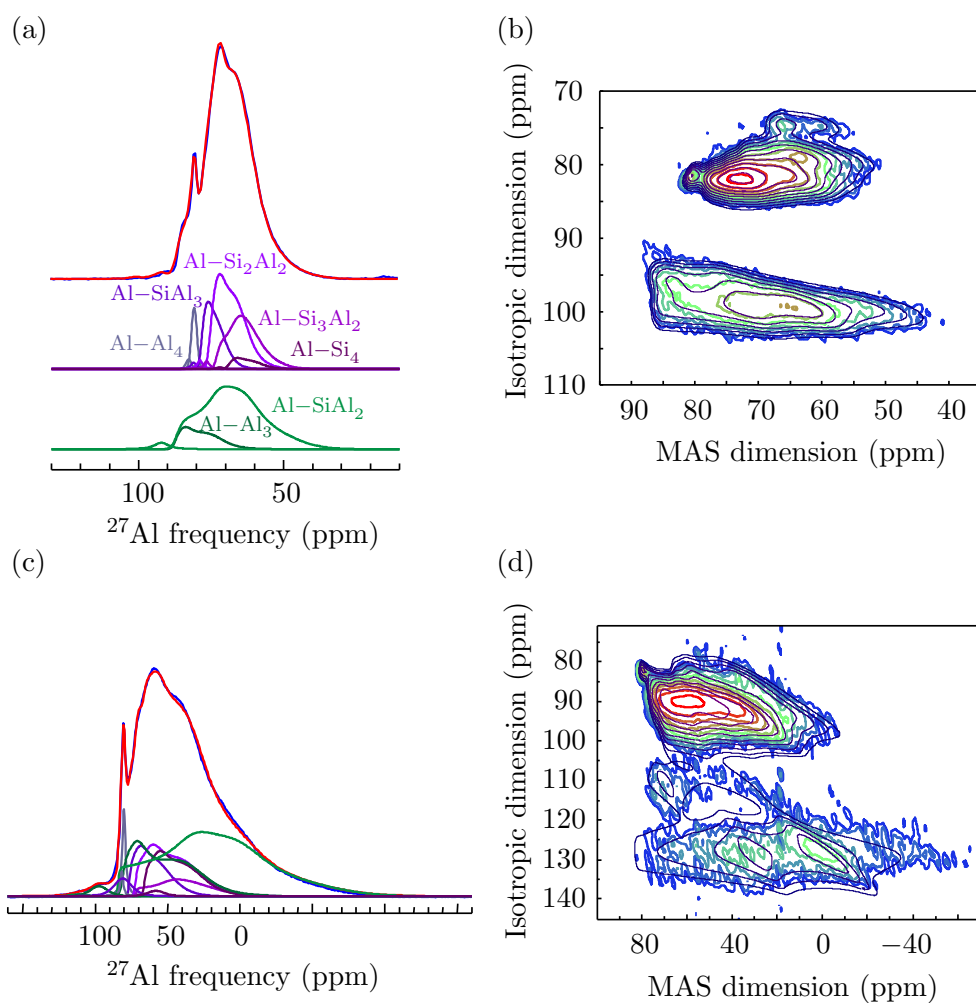 (a)
Al−Si₂Al₂
Al−SiAl₃
Al−Si₃Al₂
Al−Al₄
Al−Si₄
Al−SiAl₂
Al−Al₃
100 50
²⁷Al frequency (ppm)
(b)
Isotropic dimension (ppm)
70
80
90
100
110
90 80 70 60 50 40
MAS dimension (ppm)
(c)
100 50 0
²⁷Al frequency (ppm)
(d)
Isotropic dimension (ppm)
80
90
100
110
120
130
140
80 40 0 −40
MAS dimension (ppm)